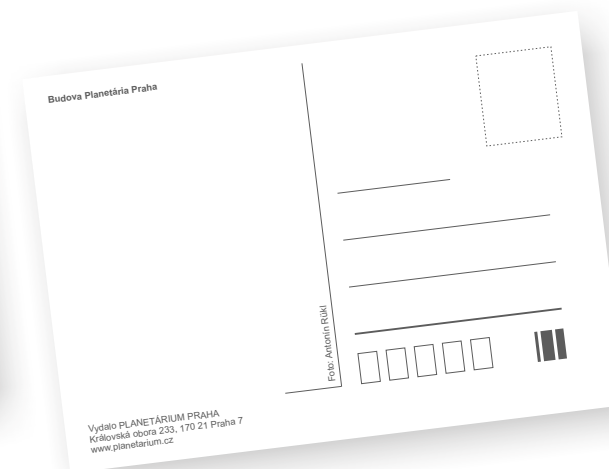 Budova Planetária Praha
Foto: Antonín Rükl
Vydalo PLANETÁRIUM PRAHA
Královská obora 233, 170 21 Praha 7
www.planetarium.cz